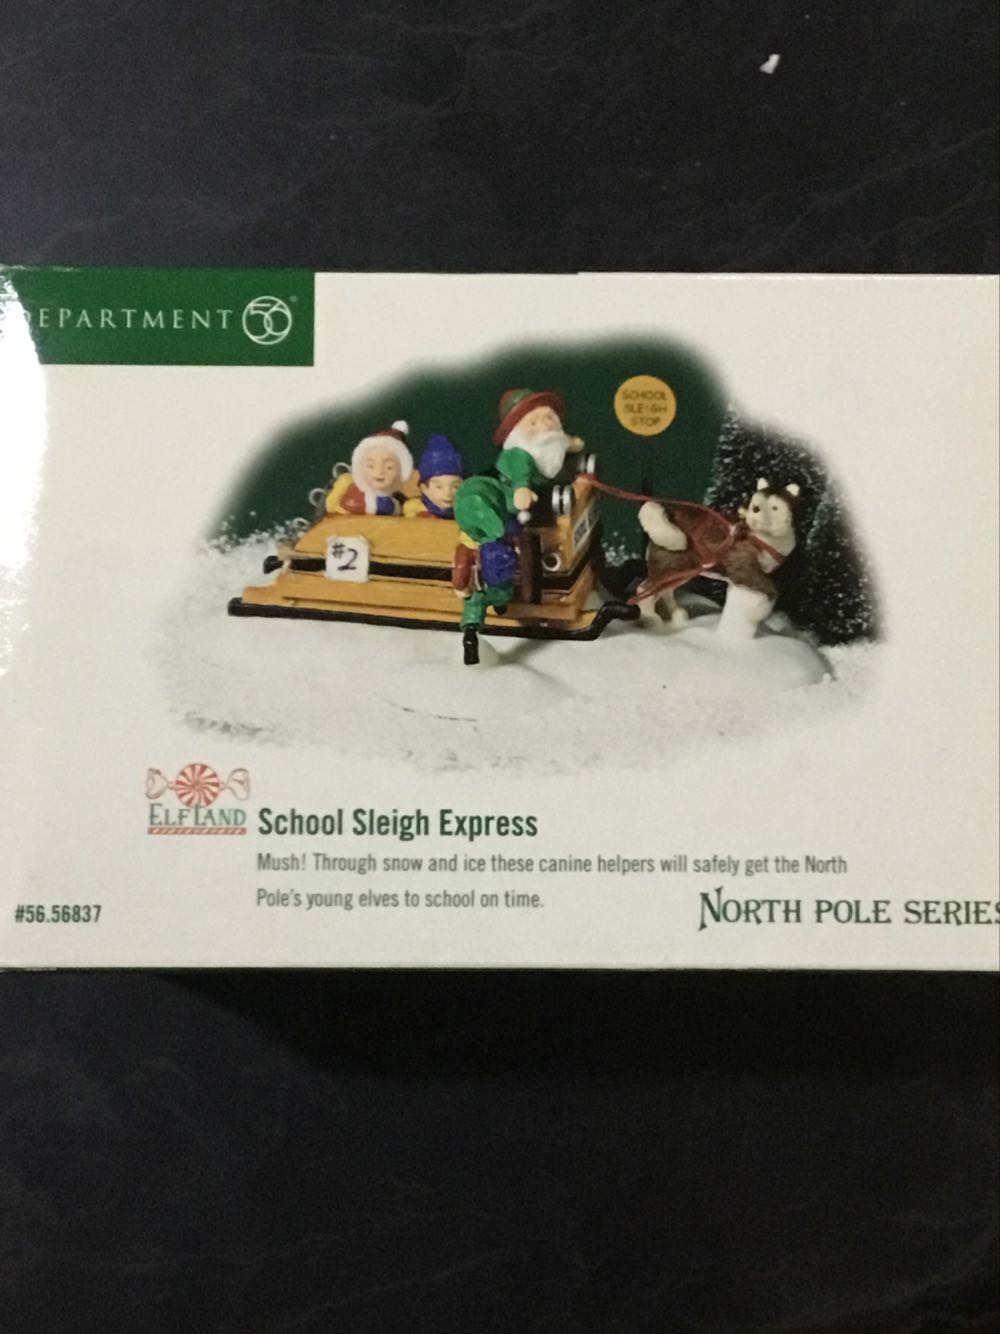 DEPARTMENT 56®
SCHOOL
SLEIGH
STOP
#2
ELFLAND
School Sleigh Express
Mush! Through snow and ice these canine helpers will safely get the North
Pole's young elves to school on time.
#56.56837
NORTH POLE SERIES